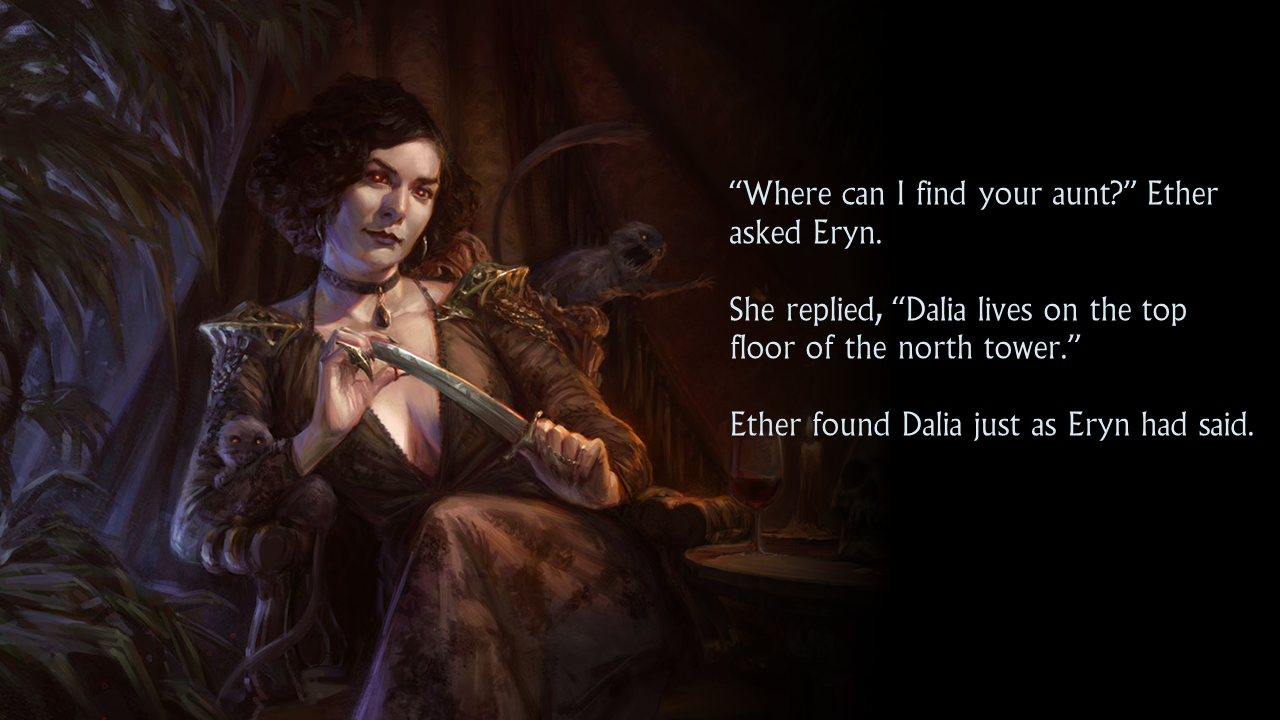 “Where can I find your aunt?” Ether
asked Eryn.
She replied, “Dalia lives on the top
floor of the north tower.”
Ether found Dalia just as Eryn had said.